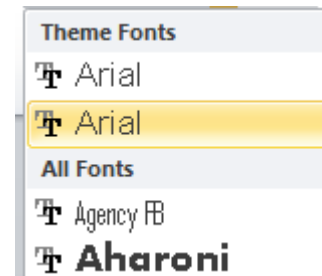 Theme Fonts
Arial
Arial
All Fonts
Agency FB
Aharoni